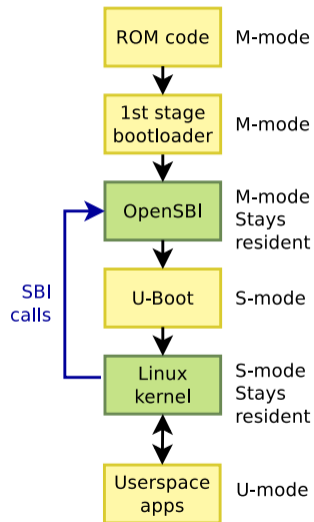 ROM code
M-mode
1st stage
bootloader
M-mode
OpenSBI
M-mode
Stays
resident
SBI
calls
U-Boot
S-mode
Linux
kernel
S-mode
Stays
resident
Userspace
apps
U-mode